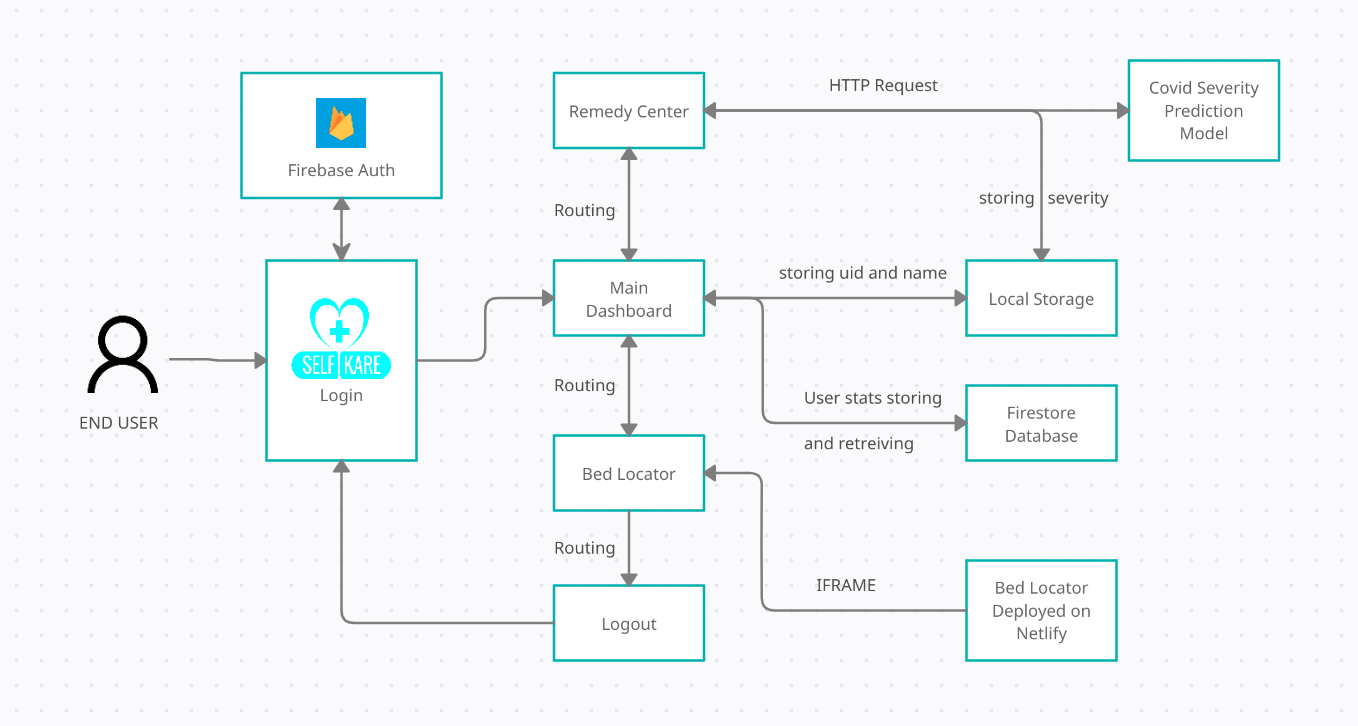 HTTP Request
Covid Severity
Prediction
Model
Remedy Center
Firebase Auth
storing severity
Routing
storing uid and name
Main
Dashboard
Local Storage
SELF KARE
Login
END USER
Routing
User stats storing
and retreiving
Firestore
Database
Bed Locator
Routing
IFRAME
Bed Locator
Deployed on
Netlify
Logout